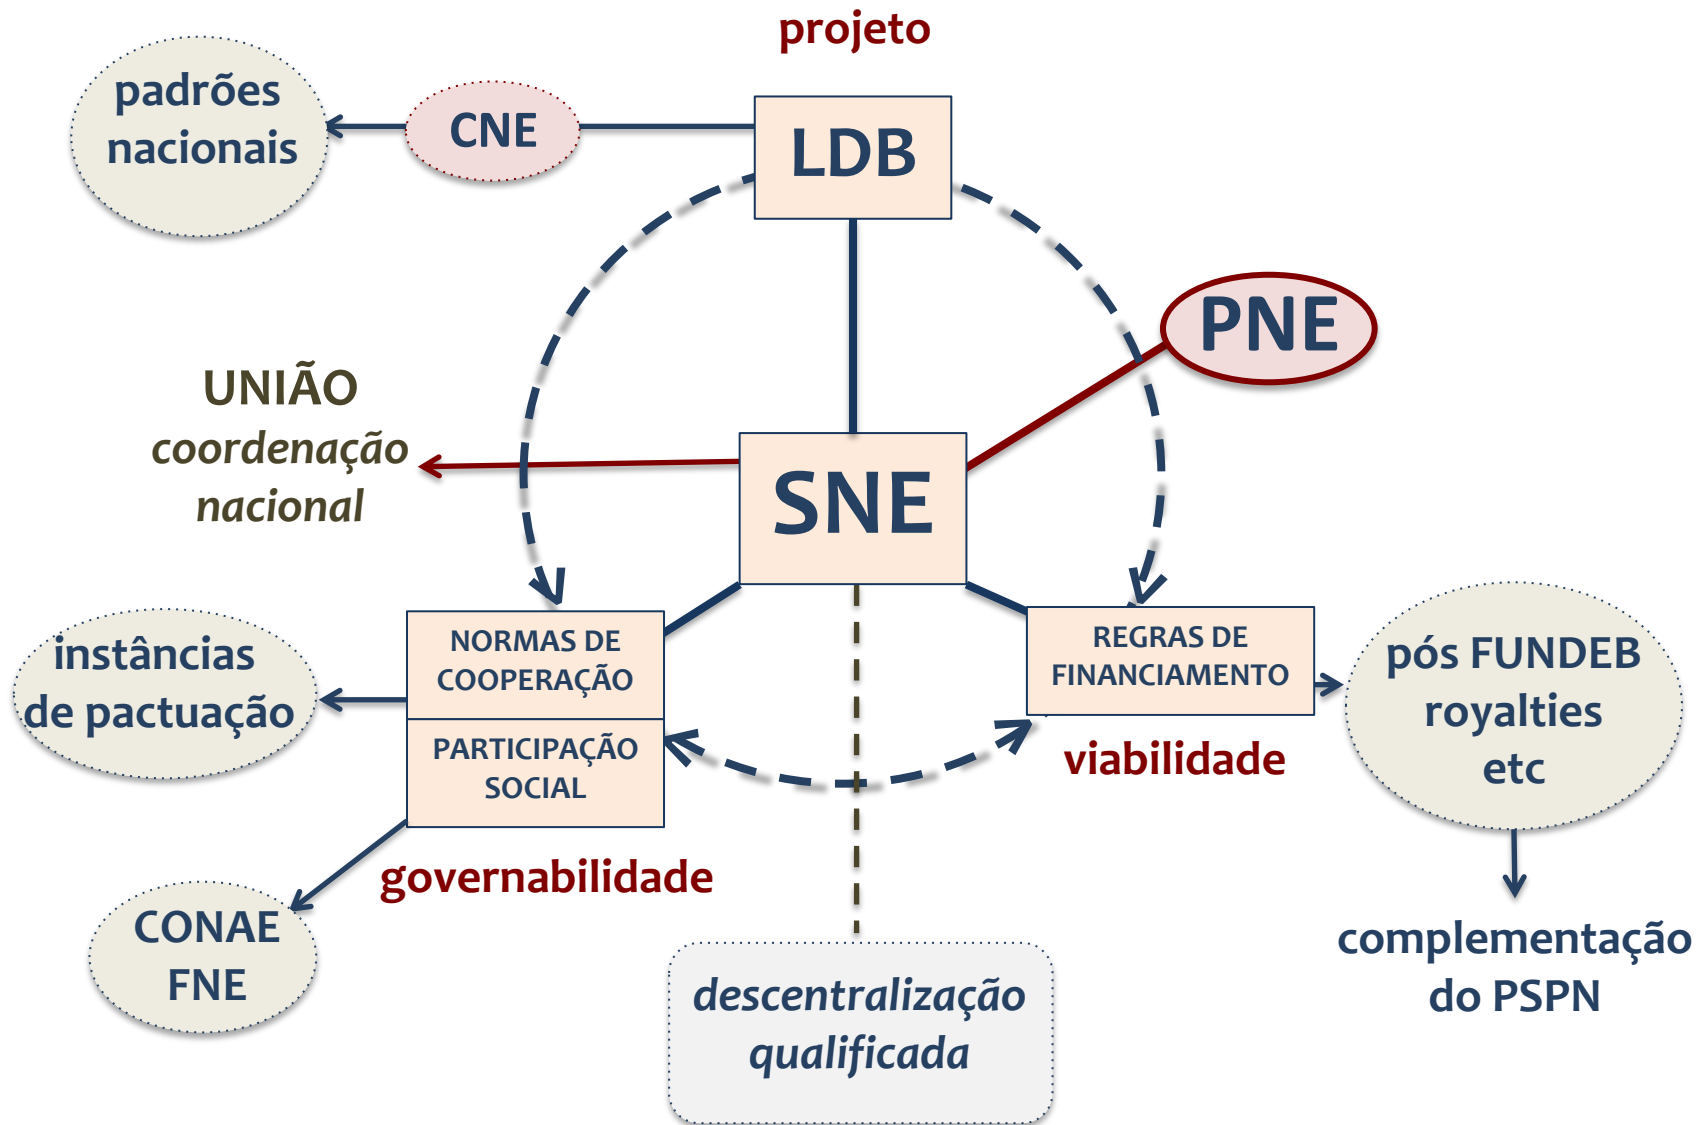 projeto
padrões
nacionais
CNE
LDB
PNE
UNIÃO
coordenação
nacional
SNE
NORMAS DE
COOPERAÇÃO
PARTICIPAÇÃO
SOCIAL
REGRAS DE
FINANCIAMENTO
instâncias
de pactuação
pós FUNDEB
royalties
etc
viabilidade
governabilidade
CONAE
FNE
descentralização
qualificada
complementação
do PSPN